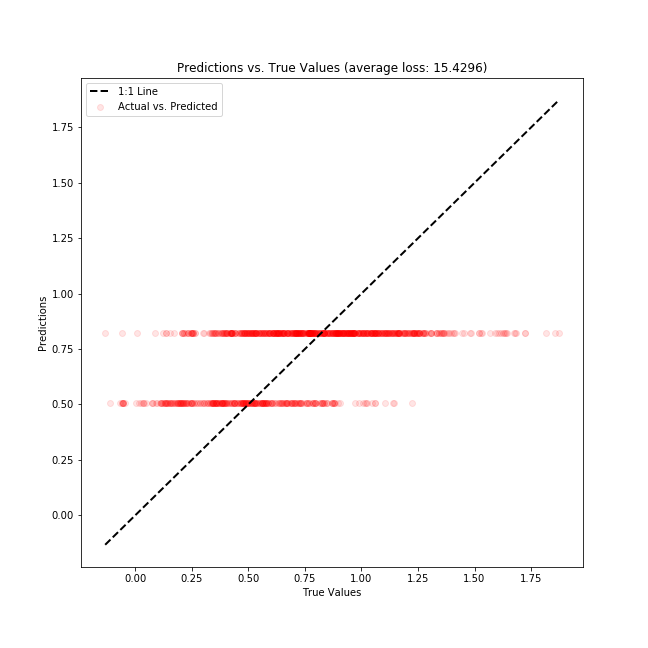 Predictions vs. True Values (average loss: 15.4296)
1:1 Line
Actual vs. Predicted
1.75
1.50
1.25
1.00
0.75
0.50
0.25
0.00
Predictions
0.00 0.25 0.50 0.75 1.00 1.25 1.50 1.75
True Values